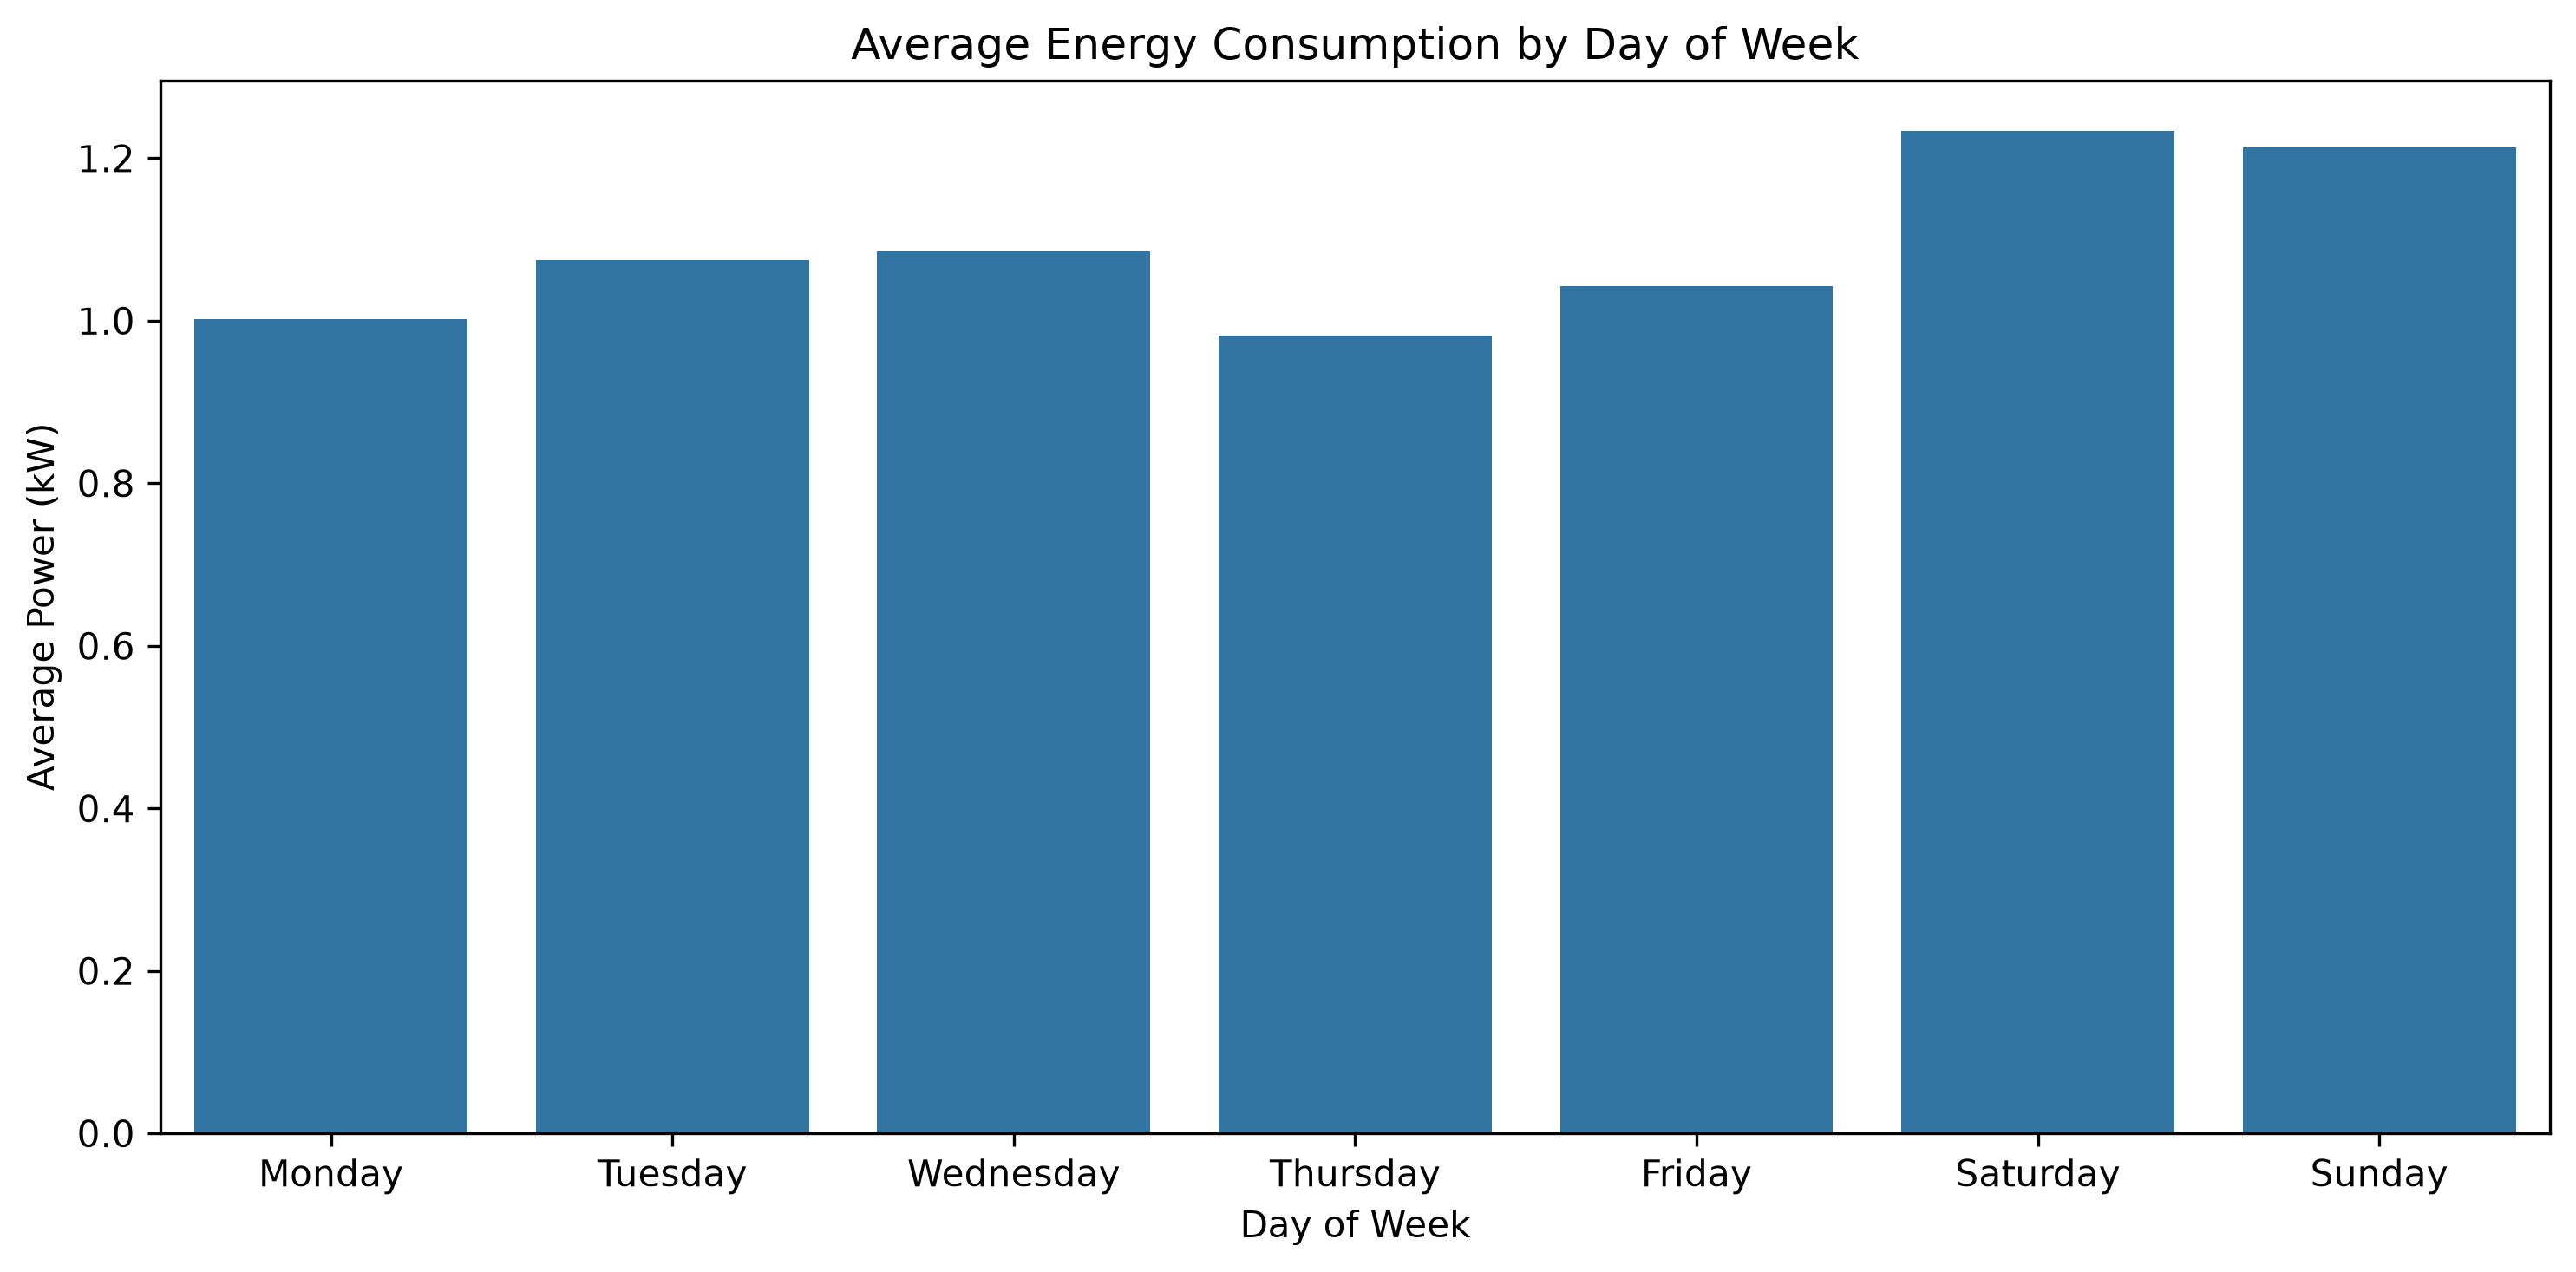 Average Energy Consumption by Day of Week
Average Power (kW)
1.2
1.0
0.8
0.6
0.4
0.2
0.0
Monday Tuesday Wednesday Thursday Friday Saturday Sunday
Day of Week